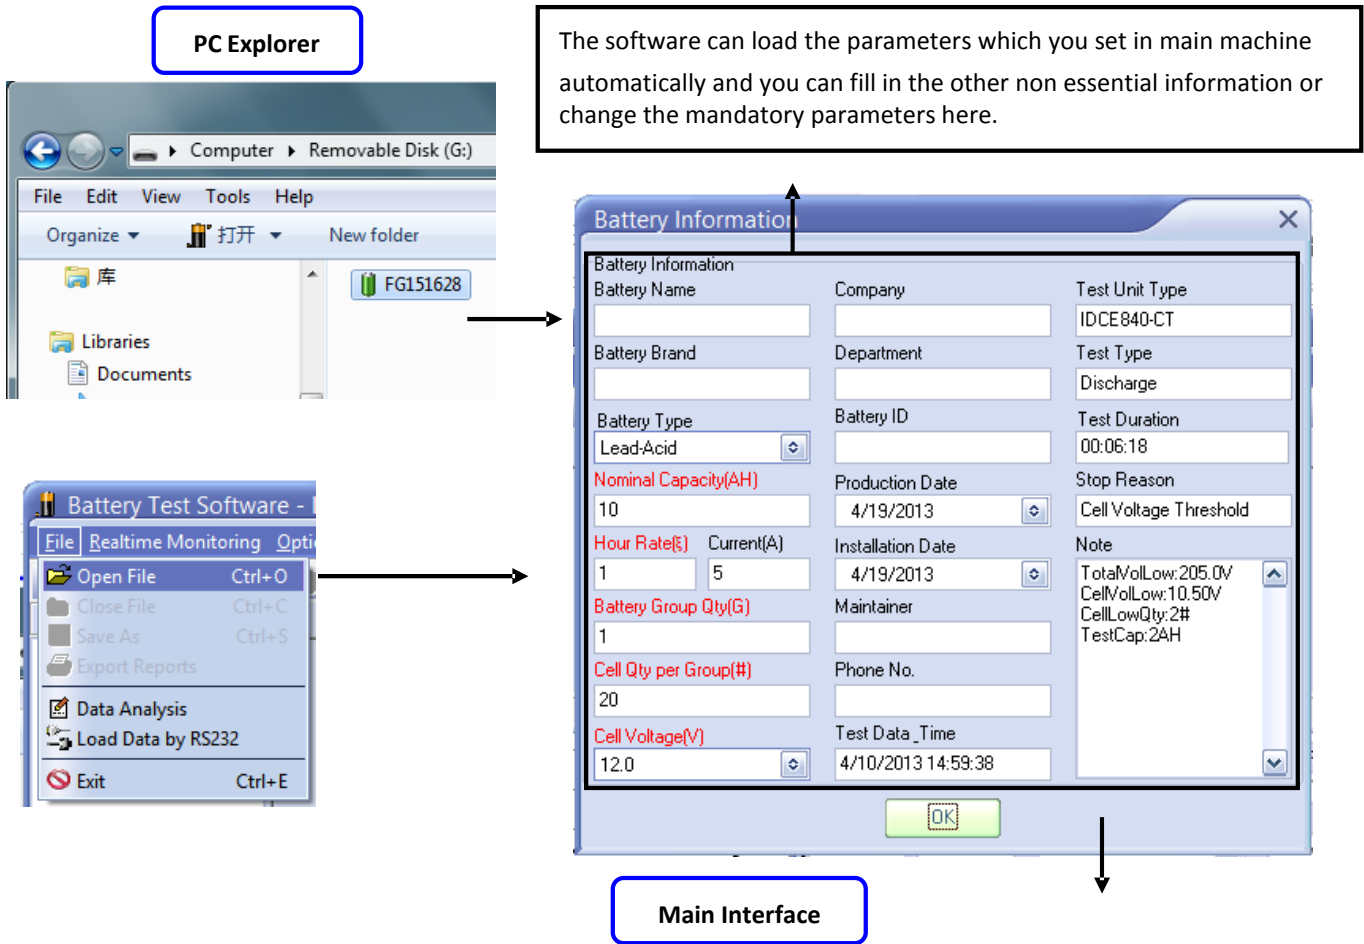 PC Explorer
The software can load the parameters which you set in main machine
automatically and you can fill in the other non essential information or
change the mandatory parameters here.
Computer Removable Disk (G:)
File Edit View Tools Help
Organize 打开 New folder
库
FG151628
Libraries
Documents
Battery Test Software -
File Realtime Monitoring Opti
Open File Ctrl+O
Close File Ctrl+C
Save As Ctrl+S
Export Reports
Data Analysis
Load Data by RS232
Exit Ctrl+E
Battery Information
Battery Information
Battery Name Company Test Unit Type
IDCE840-CT
Battery Brand Department Test Type
Discharge
Battery Type Battery ID Test Duration
Lead-Acid 00:06:18
Nominal Capacity(AH) Production Date Stop Reason
10 4/19/2013 Cell Voltage Threshold
Hour Rate(ξ) Current(A) Installation Date Note
1 5 4/19/2013 TotalVolLow:205.0V
CellVolLow:10.50V
Battery Group Qty(G) Maintainer CellLowQty:2#
1 TestCap:2AH
Cell Qty per Group(#) Phone No.
20
Cell Voltage(V) Test Data_Time
12.0 4/10/2013 14:59:38
OK
Main Interface